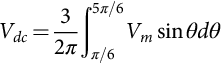 V_{dc} = \frac{3}{2\pi} \int_{\pi/6}^{5\pi/6} V_m \sin\theta d\theta